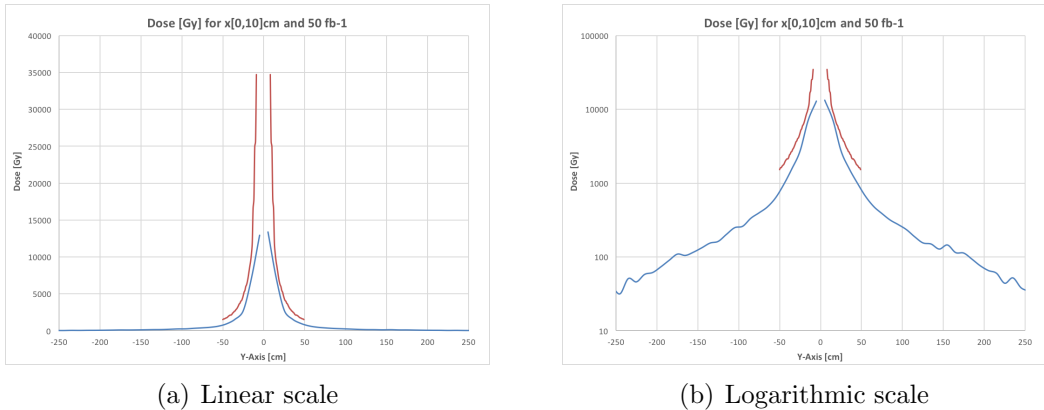 Dose [Gy] for x[0,10]cm and 50 fb-1
40000
35000
30000
25000
20000
15000
10000
5000
0
Dose [Gy]
-250 -200 -150 -100 -50 0 50 100 150 200 250
Y-Axis [cm]
(a) Linear scale
Dose [Gy] for x[0,10]cm and 50 fb-1
100000
10000
1000
100
10
Dose [Gy]
-250 -200 -150 -100 -50 0 50 100 150 200 250
Y-Axis [cm]
(b) Logarithmic scale